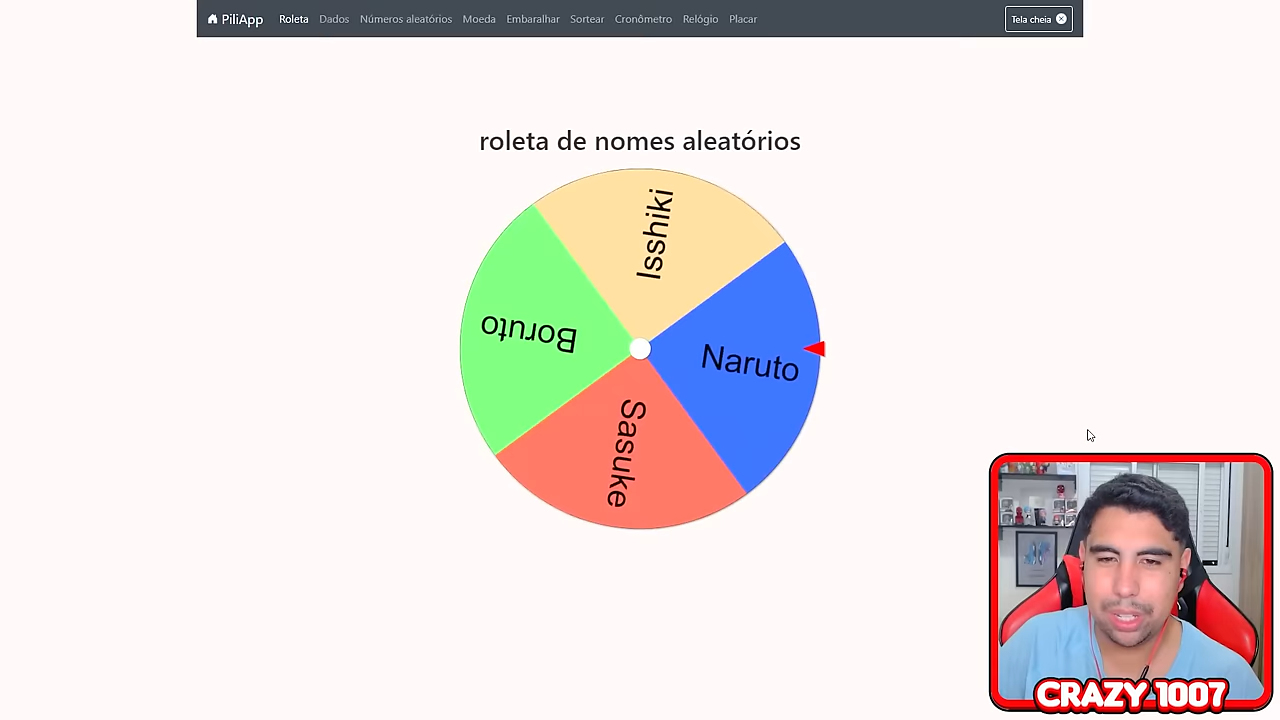 PiliApp Roleta Dados Números aleatórios Moeda Embaralhar Sortear Cronômetro Relógio Placar Tela cheia
roleta de nomes aleatórios
Isshiki
Boruto
Naruto
Sasuke
CRAZY 1007